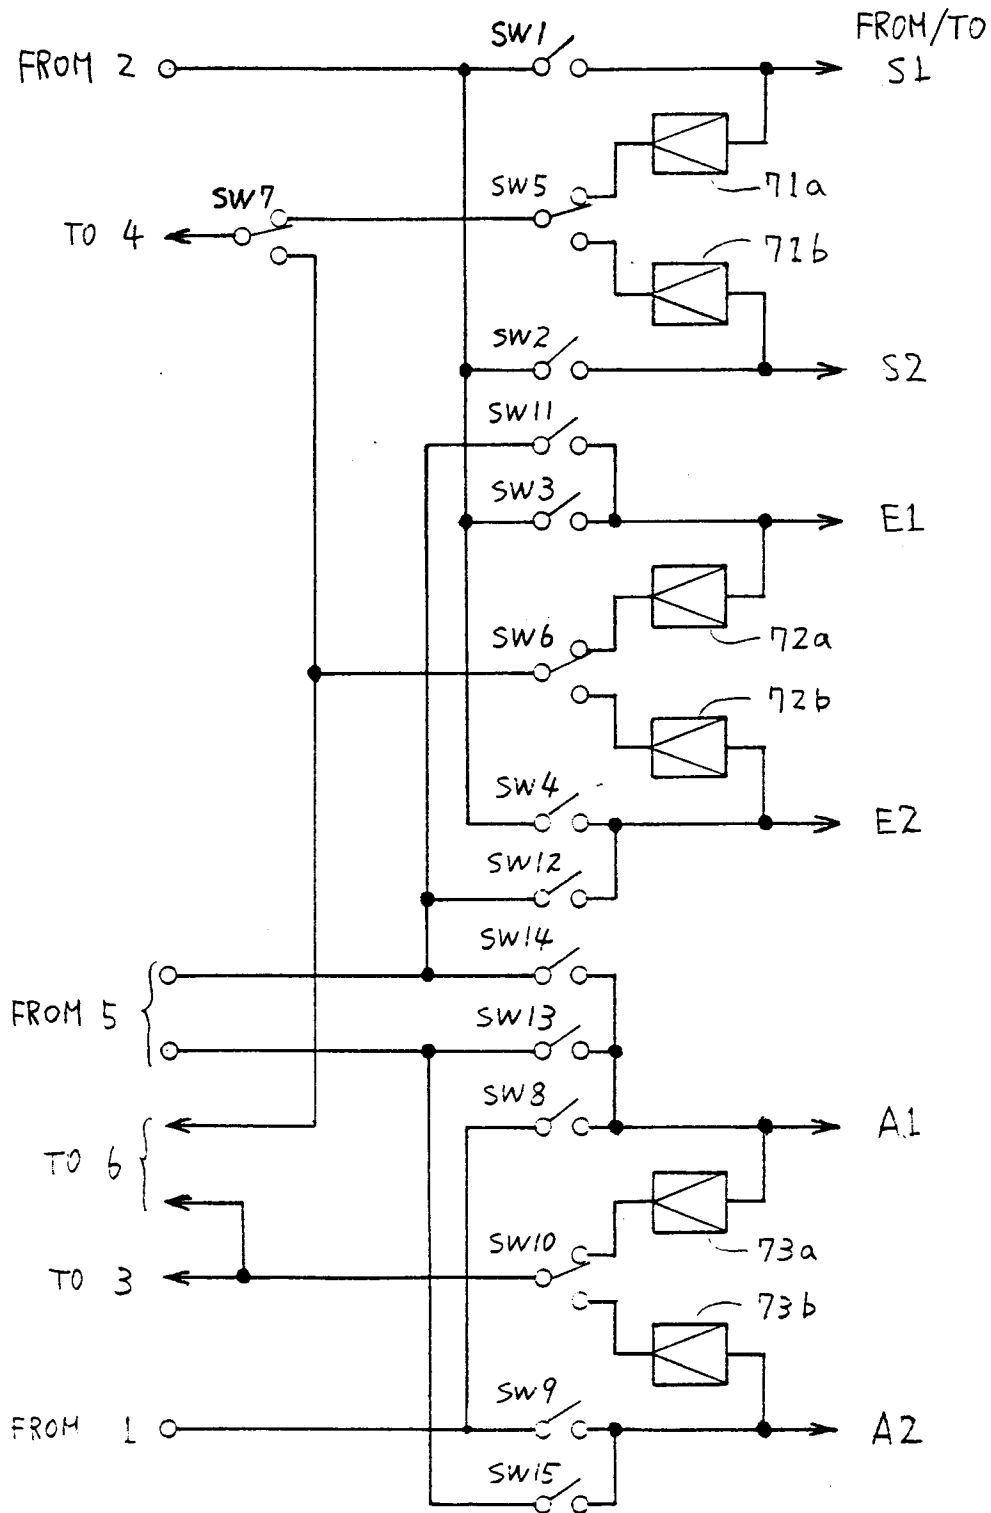 SW1
FROM/TO
FROM 2
S1
71a
SW7
SW5
TO 4
71b
SW2
S2
SW11
SW3
E1
SW6
72a
72b
SW4
E2
SW12
SW14
FROM 5
SW13
SW8
A1
TO 6
SW10
73a
TO 3
73b
SW9
FROM 1
A2
SW15